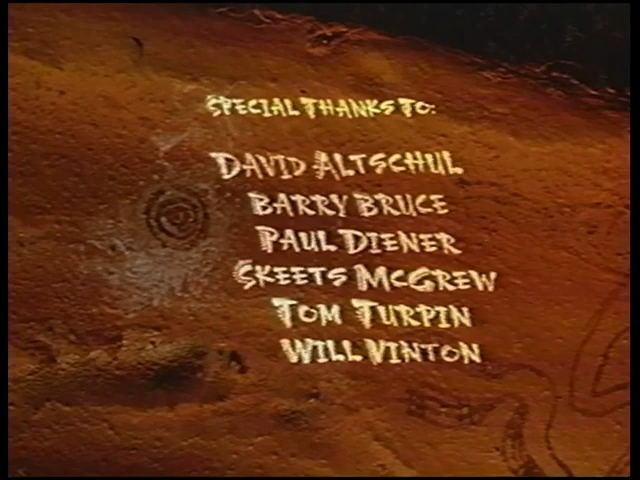 SPECIAL THANKS TO:
DAVID ALTSCHUL
BARRY BRUCE
PAUL DIENER
SKEETS MCGREW
TOM TURPIN
WILL VINTON